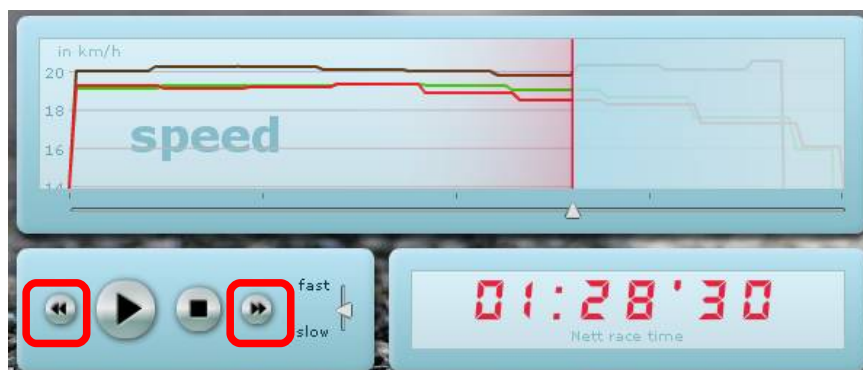 in km/h
20
18
speed
16
14
fast
slow
01:28'30
Nett race time